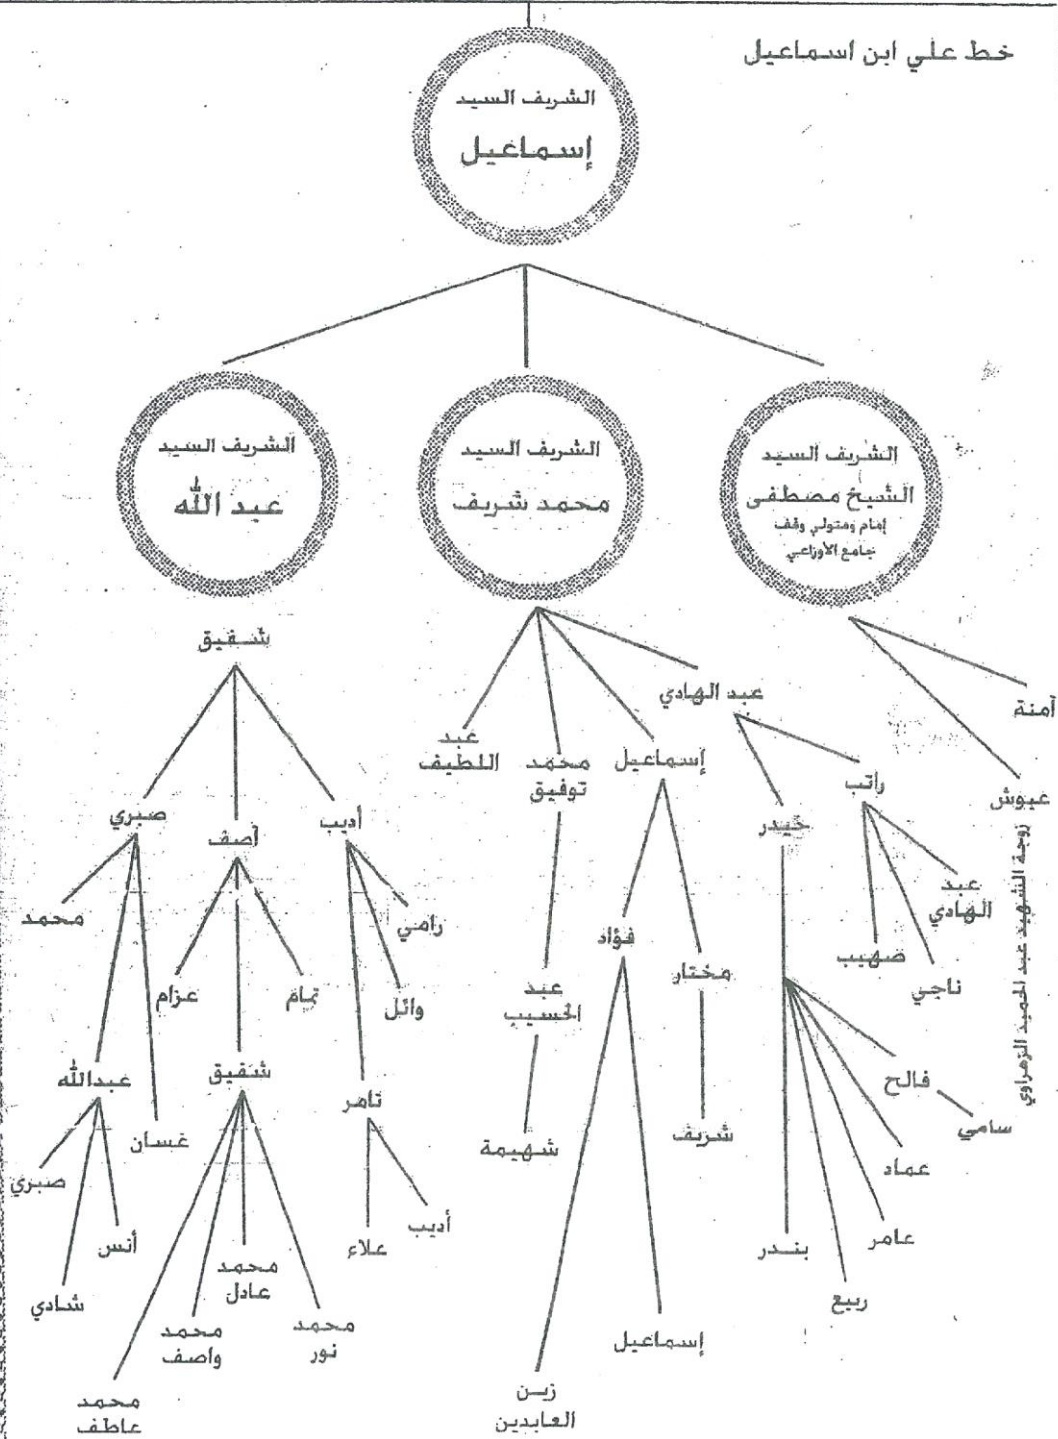 خط علي ابن اسماعيل
الشريف السيد
إسماعيل
الشريف السيد
الشيخ مصطفى
إمام ومتولي وقف
جامع الأوزاعي
الشريف السيد
محمد شريف
الشريف السيد
عبد الله
آمنة
عيوش
زوجة الشهيد عبد الحميد الزهراوي
عبد الهادي
إسماعيل
محمد
توفيق
عبد
اللطيف
راتب
حيدر
عبد
الهادي
ناجي
صهيب
فالح
سامي
عماد
عامر
ربيع
بندر
مختار
فؤاد
شريف
إسماعيل
زين
العابدين
عبد
الحسيب
شهيمة
شفيق
أديب
آصف
صبري
رامي
وائل
تامر
أديب
علاء
تمام
شفيق
عزام
محمد
نور
محمد
عادل
محمد
واصف
محمد
عاطف
محمد
غسان
عبدالله
أنس
شادي
صبري